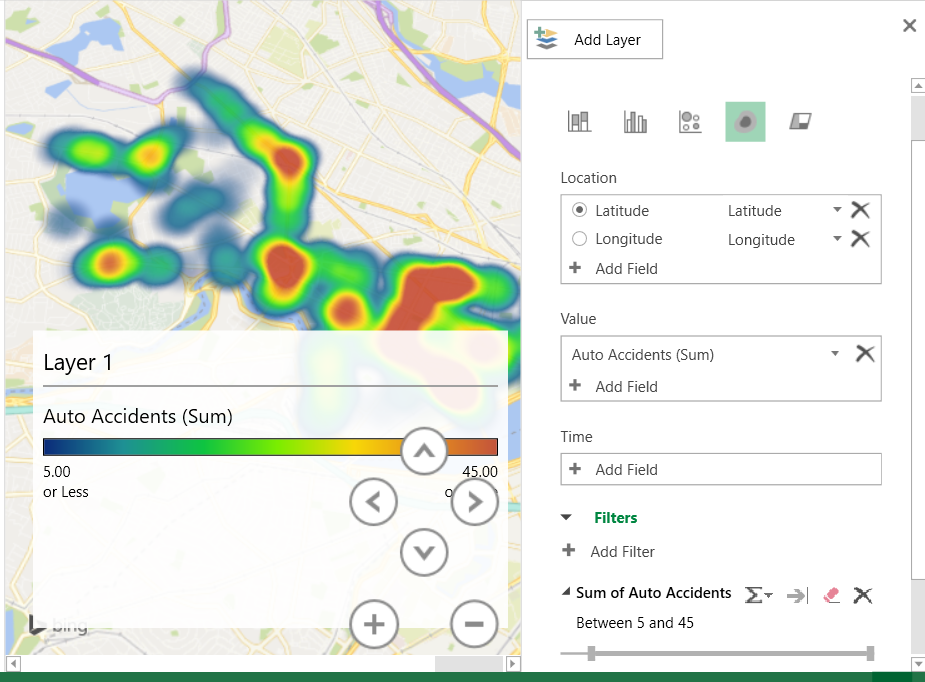 Add Layer
Location
Latitude Latitude
Longitude Longitude
Add Field
Value
Auto Accidents (Sum)
Add Field
Time
Add Field
Filters
Add Filter
Sum of Auto Accidents
Between 5 and 45
Layer 1
Auto Accidents (Sum)
5.00 45.00
or Less
bing